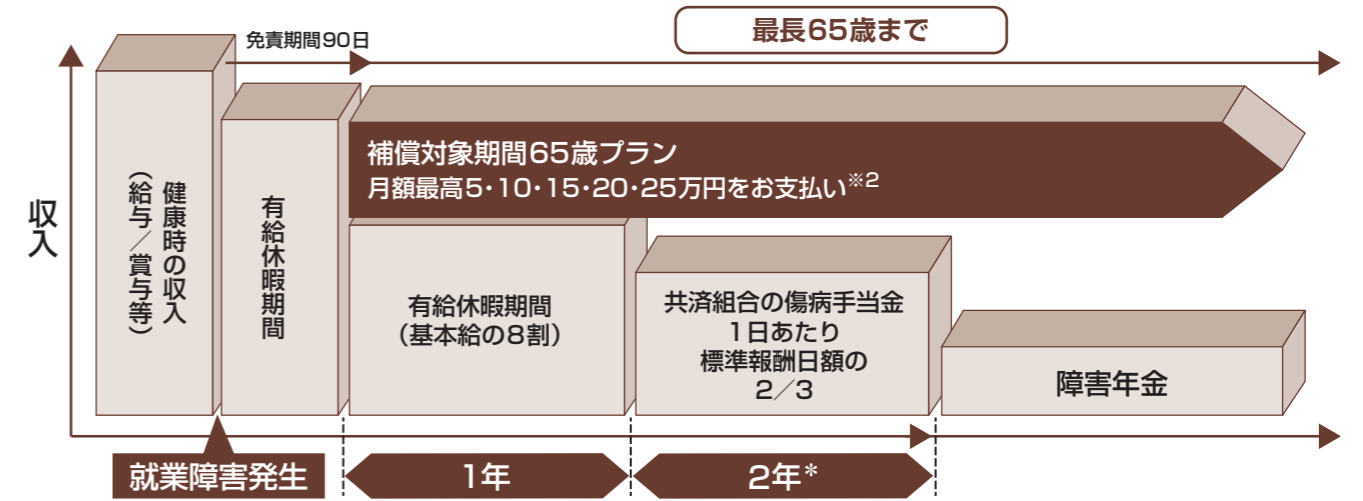 最長65歳まで
免責期間90日
収入
健康時の収入
(給与/賞与等)
有給休暇期間
補償対象期間65歳プラン
月額最高5・10・15・20・25万円をお支払い※2
有給休暇期間
(基本給の8割)
共済組合の傷病手当金
1日あたり
標準報酬日額の
2/3
障害年金
就業障害発生
1年
2年*